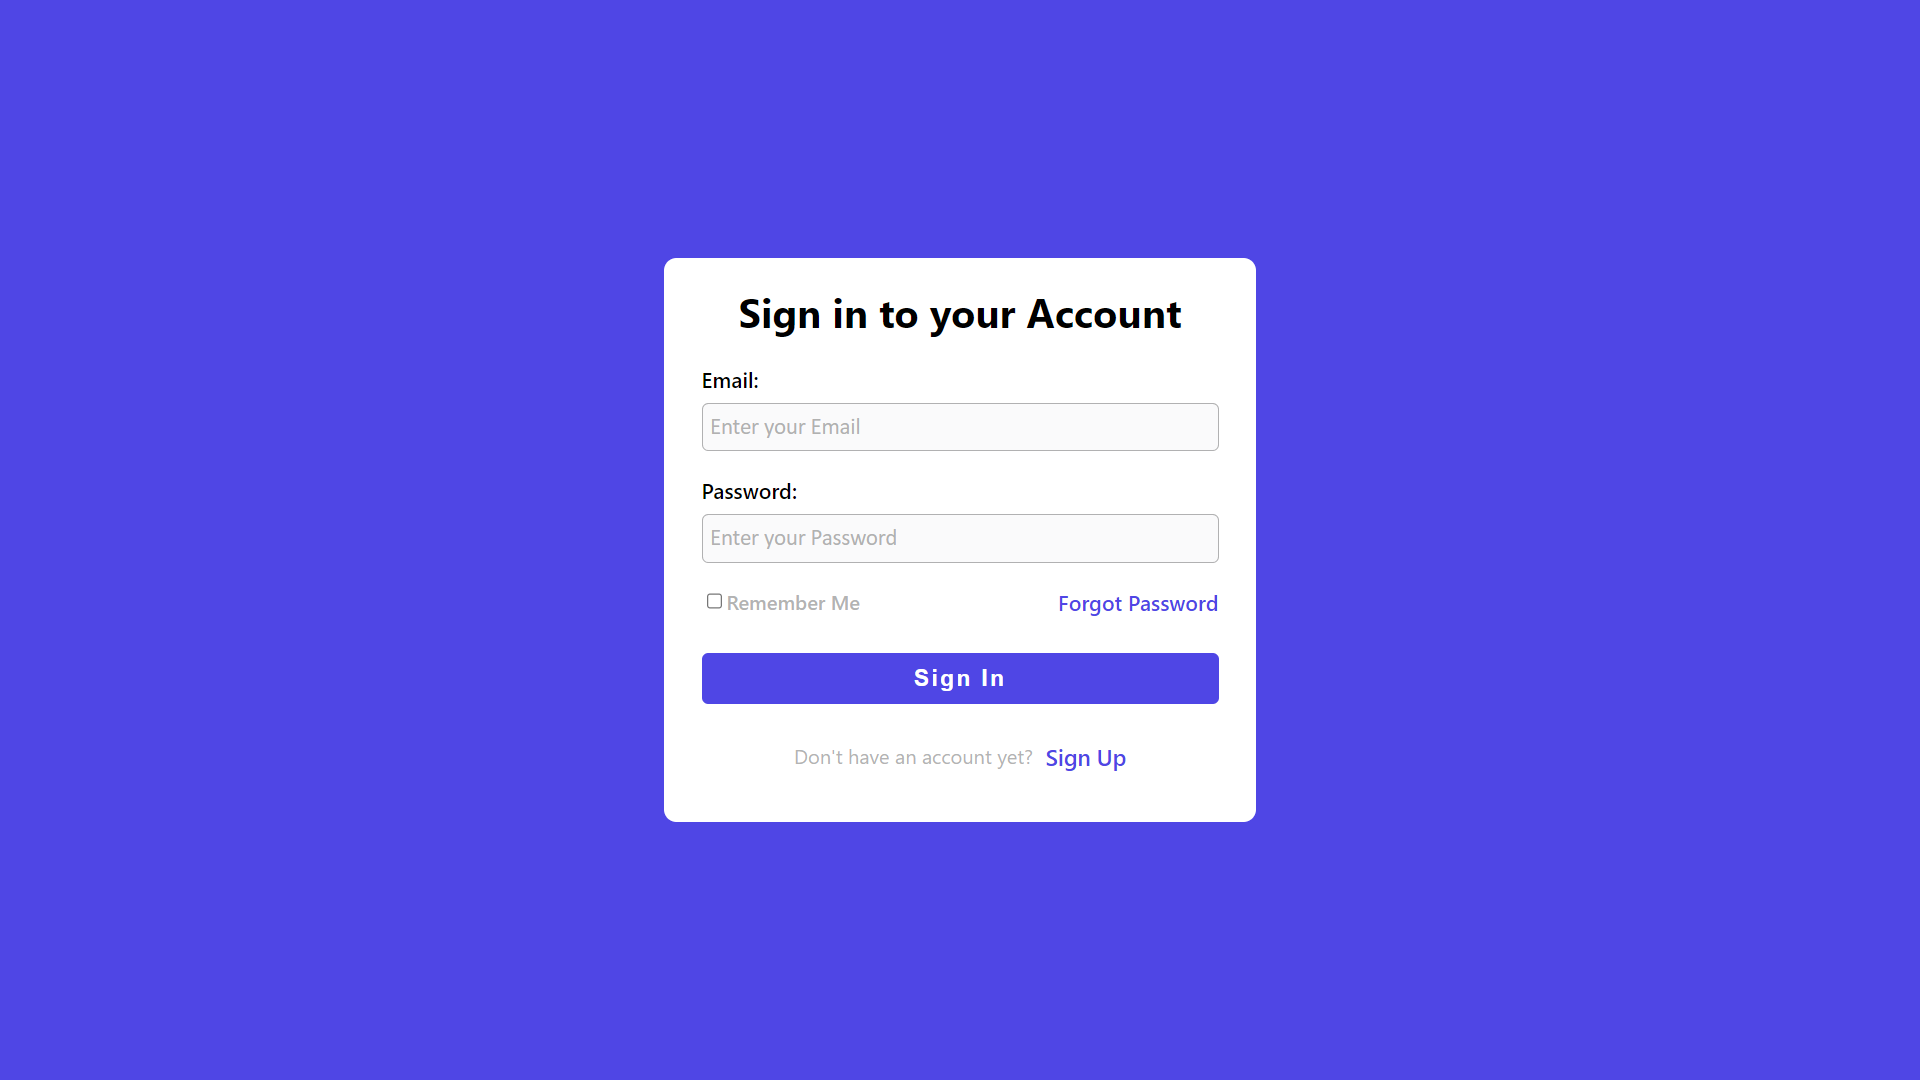 Sign in to your Account
Email:
Enter your Email
Password:
Enter your Password
Remember Me Forgot Password
Sign In
Don't have an account yet? Sign Up